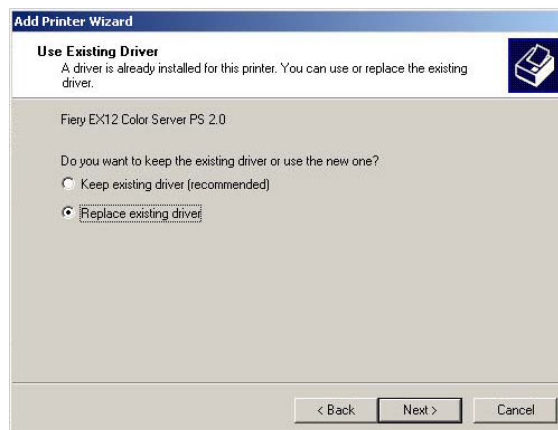 Add Printer Wizard
Use Existing Driver
A driver is already installed for this printer. You can use or replace the existing
driver.
Fiery EX12 Color Server PS 2.0
Do you want to keep the existing driver or use the new one?
Keep existing driver (recommended)
Replace existing driver
< Back
Next >
Cancel